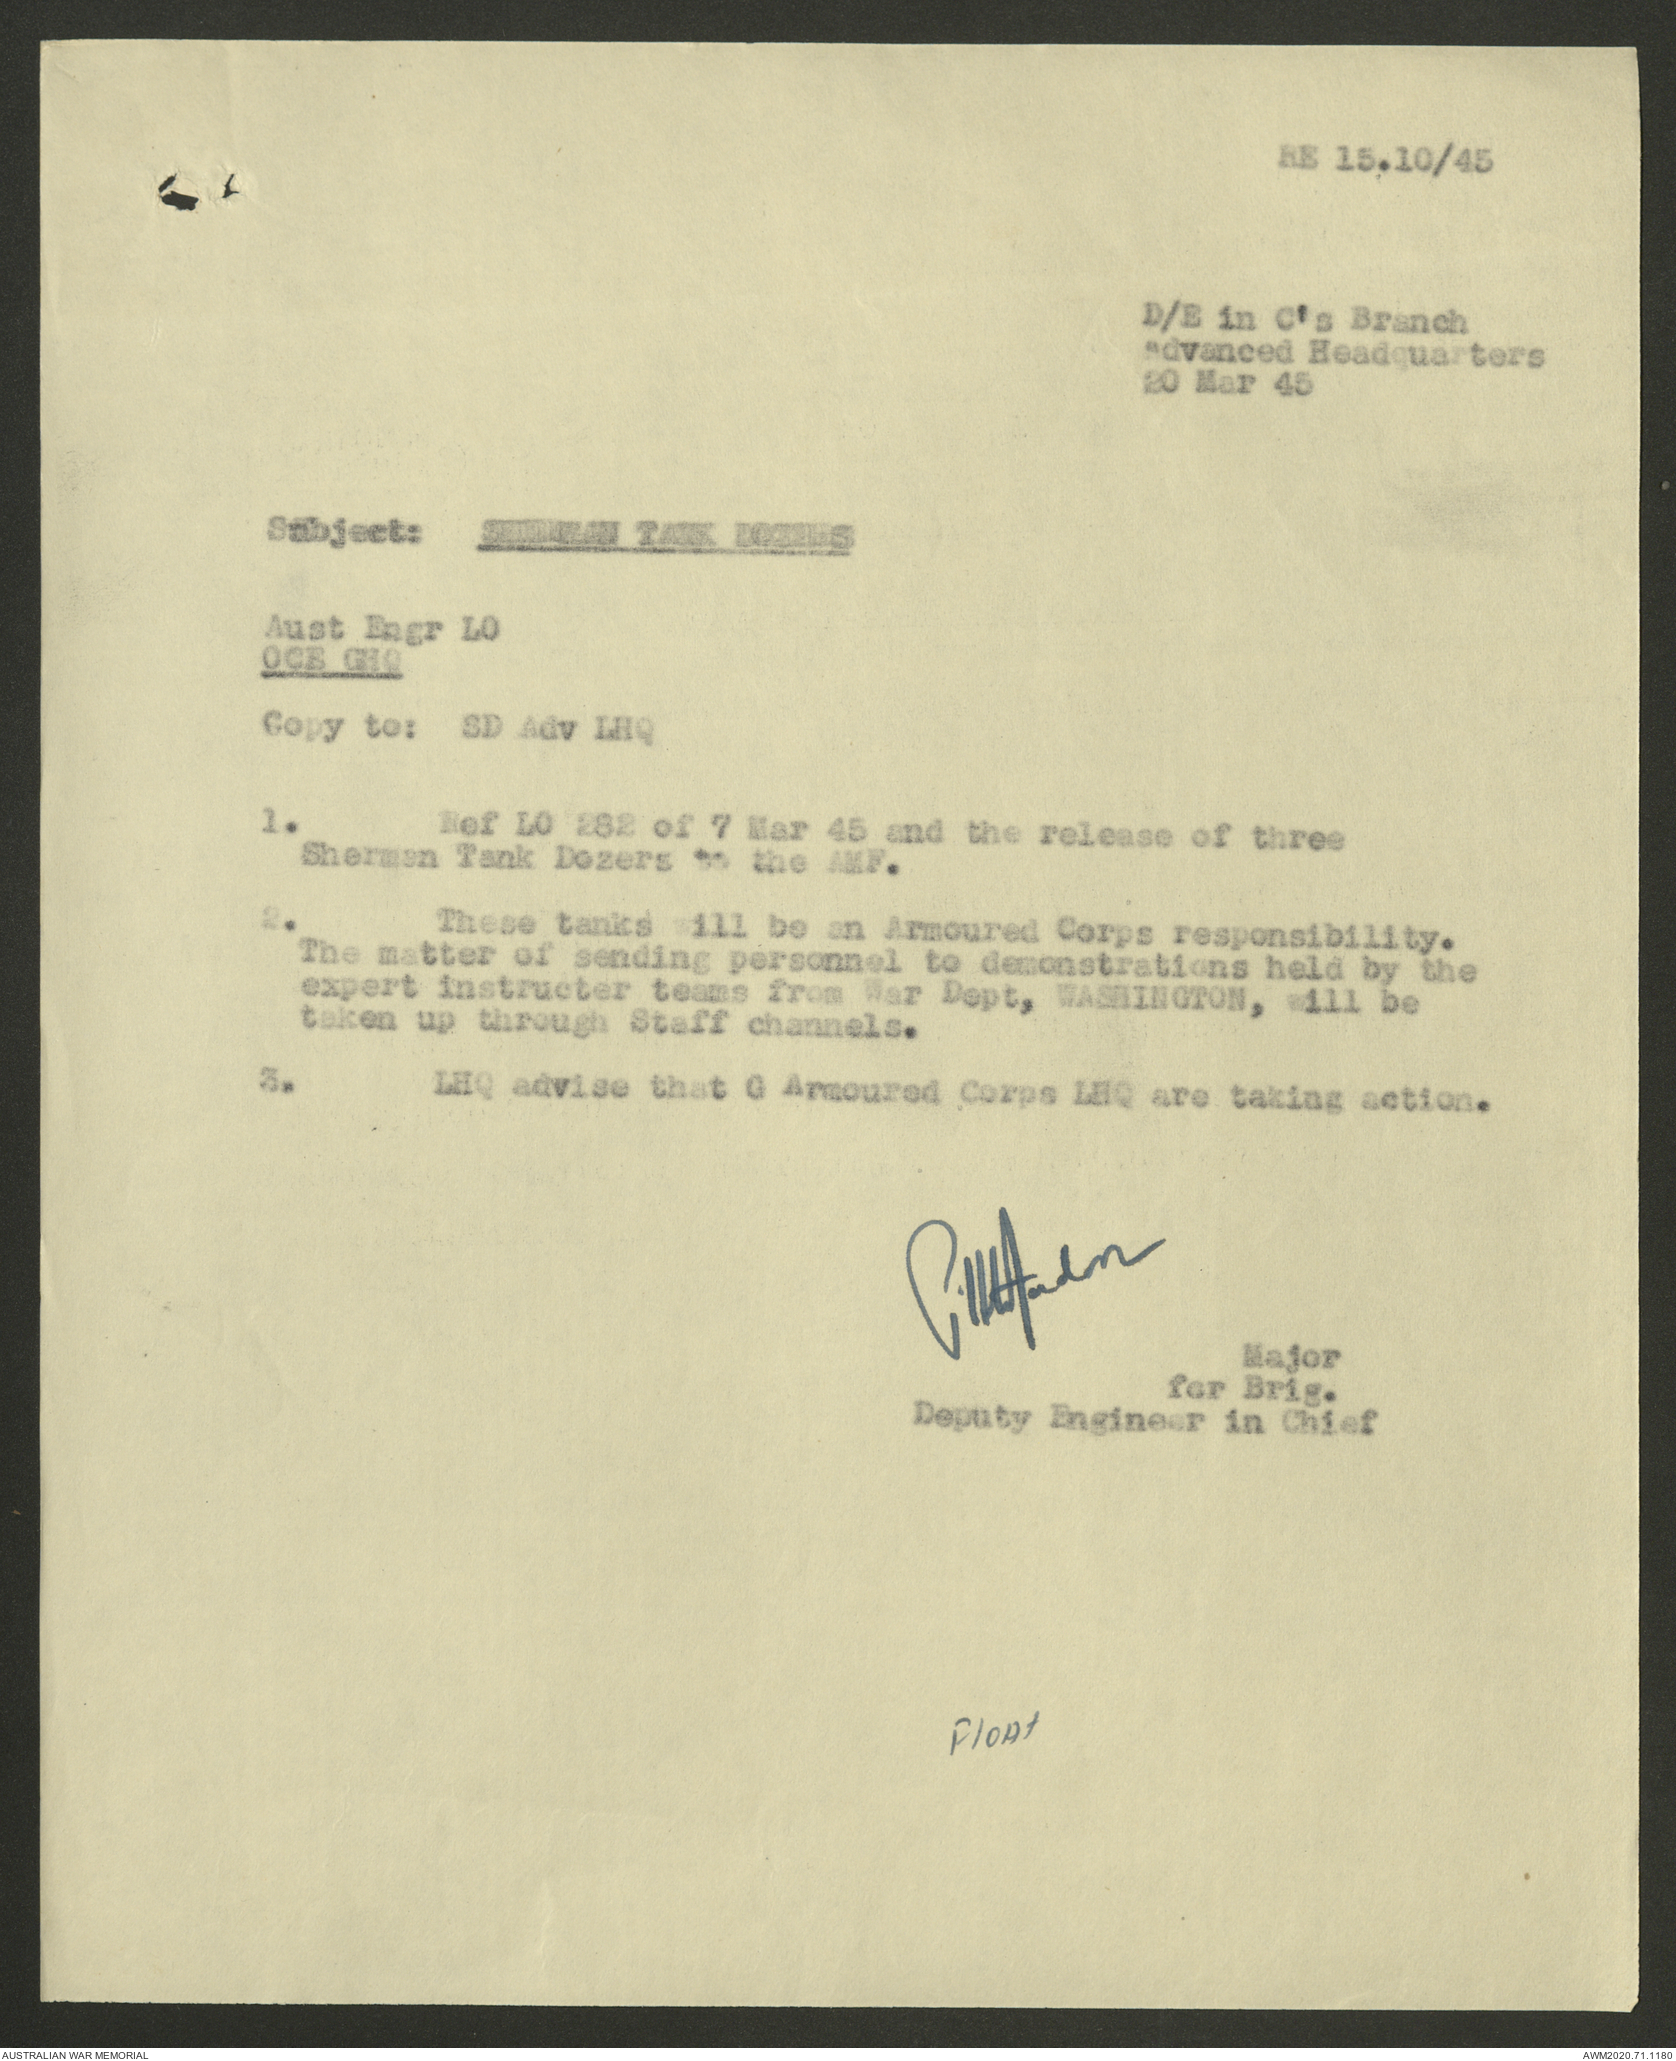 RE 15.10/45
D/E in C's Branch
Advanced Headquarters
20 Mar 45
Subject: SHERMAN TANK DOZERS
Aust Engr LO
OCE GHQ
Copy to: SD Adv LHQ
1. Ref LO 282 of 7 Mar 45 and the release of three
Sherman Tank Dozers to the AMF.
2. These tanks will be an Armoured Corps responsibility.
The matter of sending personnel to demonstrations held by the
expert instructer teams from War Dept, WASHINGTON, will be
taken up through Staff channels.
3. LHQ advise that G Armoured Corps LHQ are taking action.
Major
for Brig.
Deputy Engineer in Chief
Float
AUSTRALIAN WAR MEMORIAL
AWM2020.71.1180